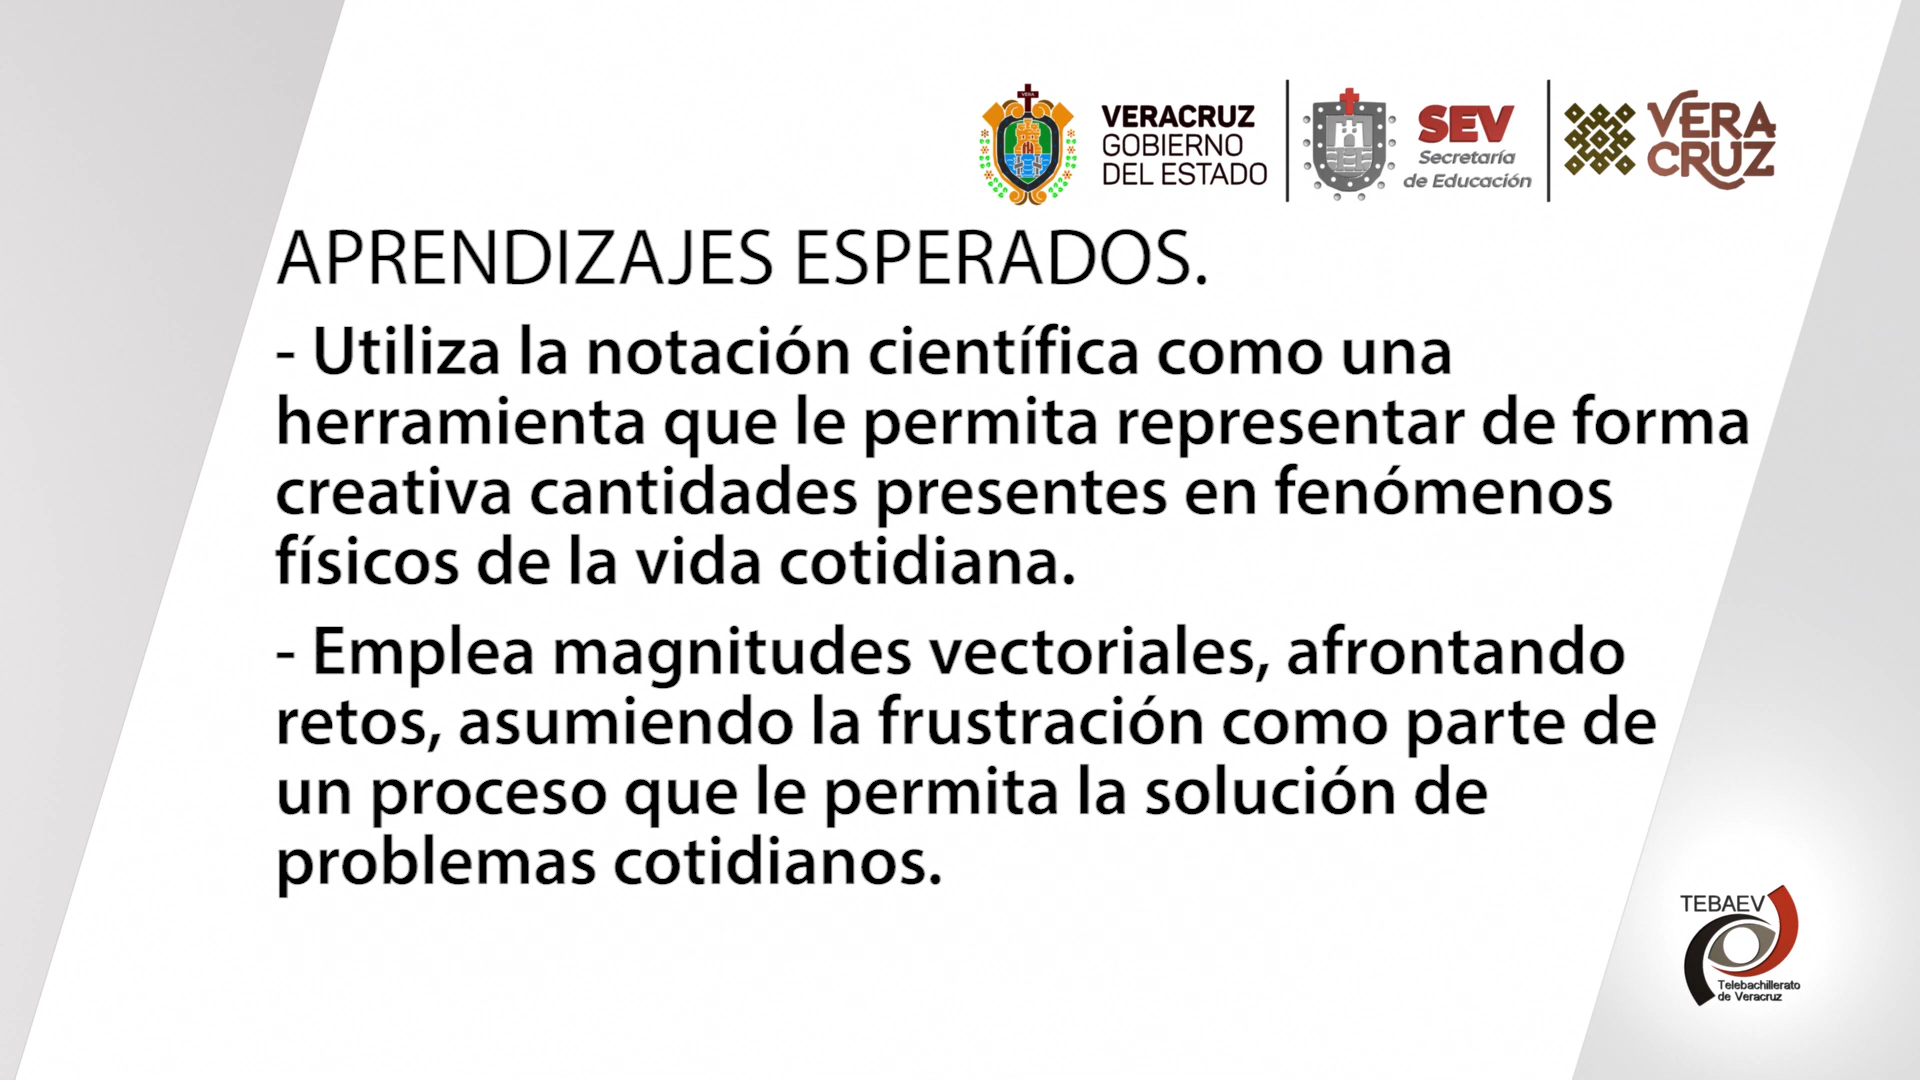 VERA
VERACRUZ
GOBIERNO
DEL ESTADO
SEV
Secretaría
de Educación
VERA
CRUZ
APRENDIZAJES ESPERADOS.
- Utiliza la notación científica como una
herramienta que le permita representar de forma
creativa cantidades presentes en fenómenos
físicos de la vida cotidiana.
- Emplea magnitudes vectoriales, afrontando
retos, asumiendo la frustración como parte de
un proceso que le permita la solución de
problemas cotidianos.
TEBAEV
Telebachillerato
de Veracruz